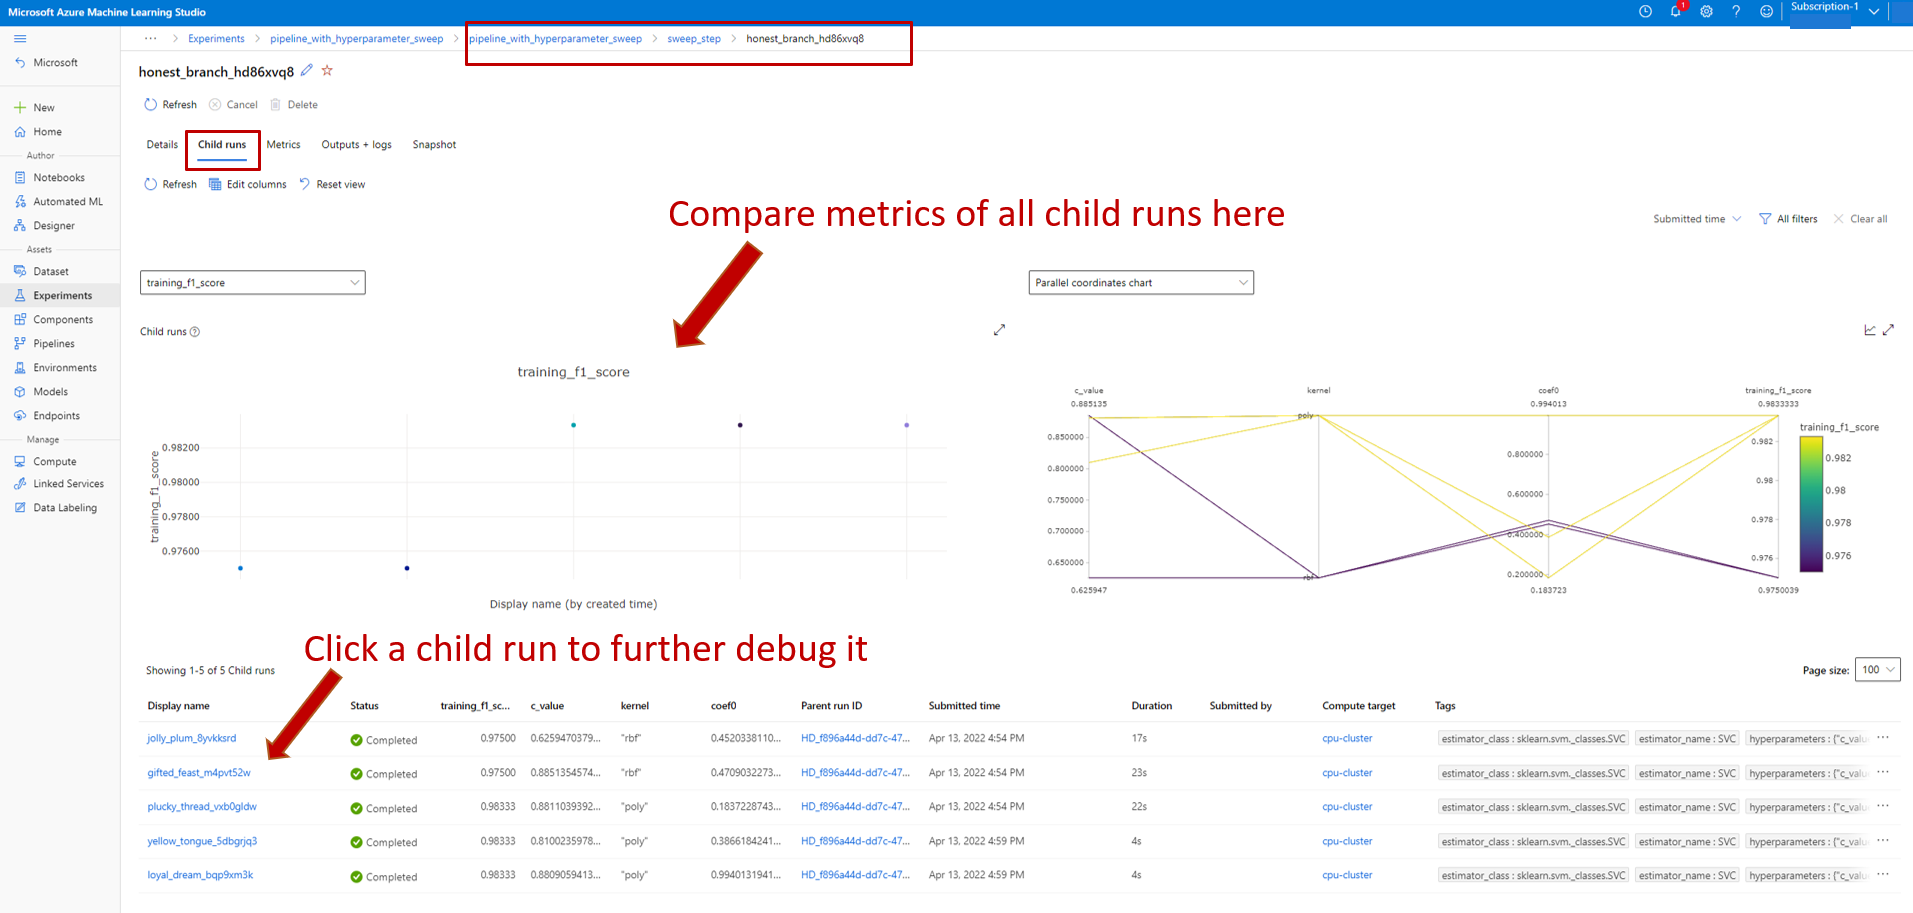 Microsoft Azure Machine Learning Studio
1
Subscription-1
Microsoft
New
Home
Author
Notebooks
Automated ML
Designer
Assets
Dataset
Experiments
Components
Pipelines
Environments
Models
Endpoints
Manage
Compute
Linked Services
Data Labeling
··· > Experiments > pipeline_with_hyperparameter_sweep > pipeline_with_hyperparameter_sweep > sweep_step > honest_branch_hd86xvq8
honest_branch_hd86xvq8
Refresh Cancel Delete
Details Child runs Metrics Outputs + logs Snapshot
Refresh Edit columns Reset view
Compare metrics of all child runs here
Submitted time All filters Clear all
training_f1_score
Parallel coordinates chart
Child runs
training_f1_score
training_f1_score
0.98200
0.98000
0.97800
0.97600
Display name (by created time)
c_value kernel coef0 training_f1_score
0.885135 0.994013 0.9833333
poly
rbf
0.850000
0.800000
0.750000
0.700000
0.650000
0.625947
0.800000
0.600000
0.400000
0.200000
0.183723
0.982
0.98
0.978
0.976
0.9750039
training_f1_score
0.982
0.98
0.978
0.976
Click a child run to further debug it
Showing 1-5 of 5 Child runs
Page size: 100
Display name Status training_f1_sc... c_value kernel coef0 Parent run ID Submitted time Duration Submitted by Compute target Tags
jolly_plum_8yvkksrd Completed 0.97500 0.6259470379... "rbf" 0.4520338110... HD_f896a44d-dd7c-47... Apr 13, 2022 4:54 PM 17s cpu-cluster estimator_class : sklearn.svm._classes.SVC estimator_name : SVC hyperparameters : {"c_valu ···
gifted_feast_m4pvt52w Completed 0.97500 0.8851354574... "rbf" 0.4709032273... HD_f896a44d-dd7c-47... Apr 13, 2022 4:54 PM 23s cpu-cluster estimator_class : sklearn.svm._classes.SVC estimator_name : SVC hyperparameters : {"c_valu ···
plucky_thread_vxb0gldw Completed 0.98333 0.8811039392... "poly" 0.1837228743... HD_f896a44d-dd7c-47... Apr 13, 2022 4:54 PM 22s cpu-cluster estimator_class : sklearn.svm._classes.SVC estimator_name : SVC hyperparameters : {"c_valu ···
yellow_tongue_5dbgrjq3 Completed 0.98333 0.8100235978... "poly" 0.3866184241... HD_f896a44d-dd7c-47... Apr 13, 2022 4:59 PM 4s cpu-cluster estimator_class : sklearn.svm._classes.SVC estimator_name : SVC hyperparameters : {"c_valu ···
loyal_dream_bqp9xm3k Completed 0.98333 0.8809059413... "poly" 0.9940131941... HD_f896a44d-dd7c-47... Apr 13, 2022 4:59 PM 4s cpu-cluster estimator_class : sklearn.svm._classes.SVC estimator_name : SVC hyperparameters : {"c_valu ···